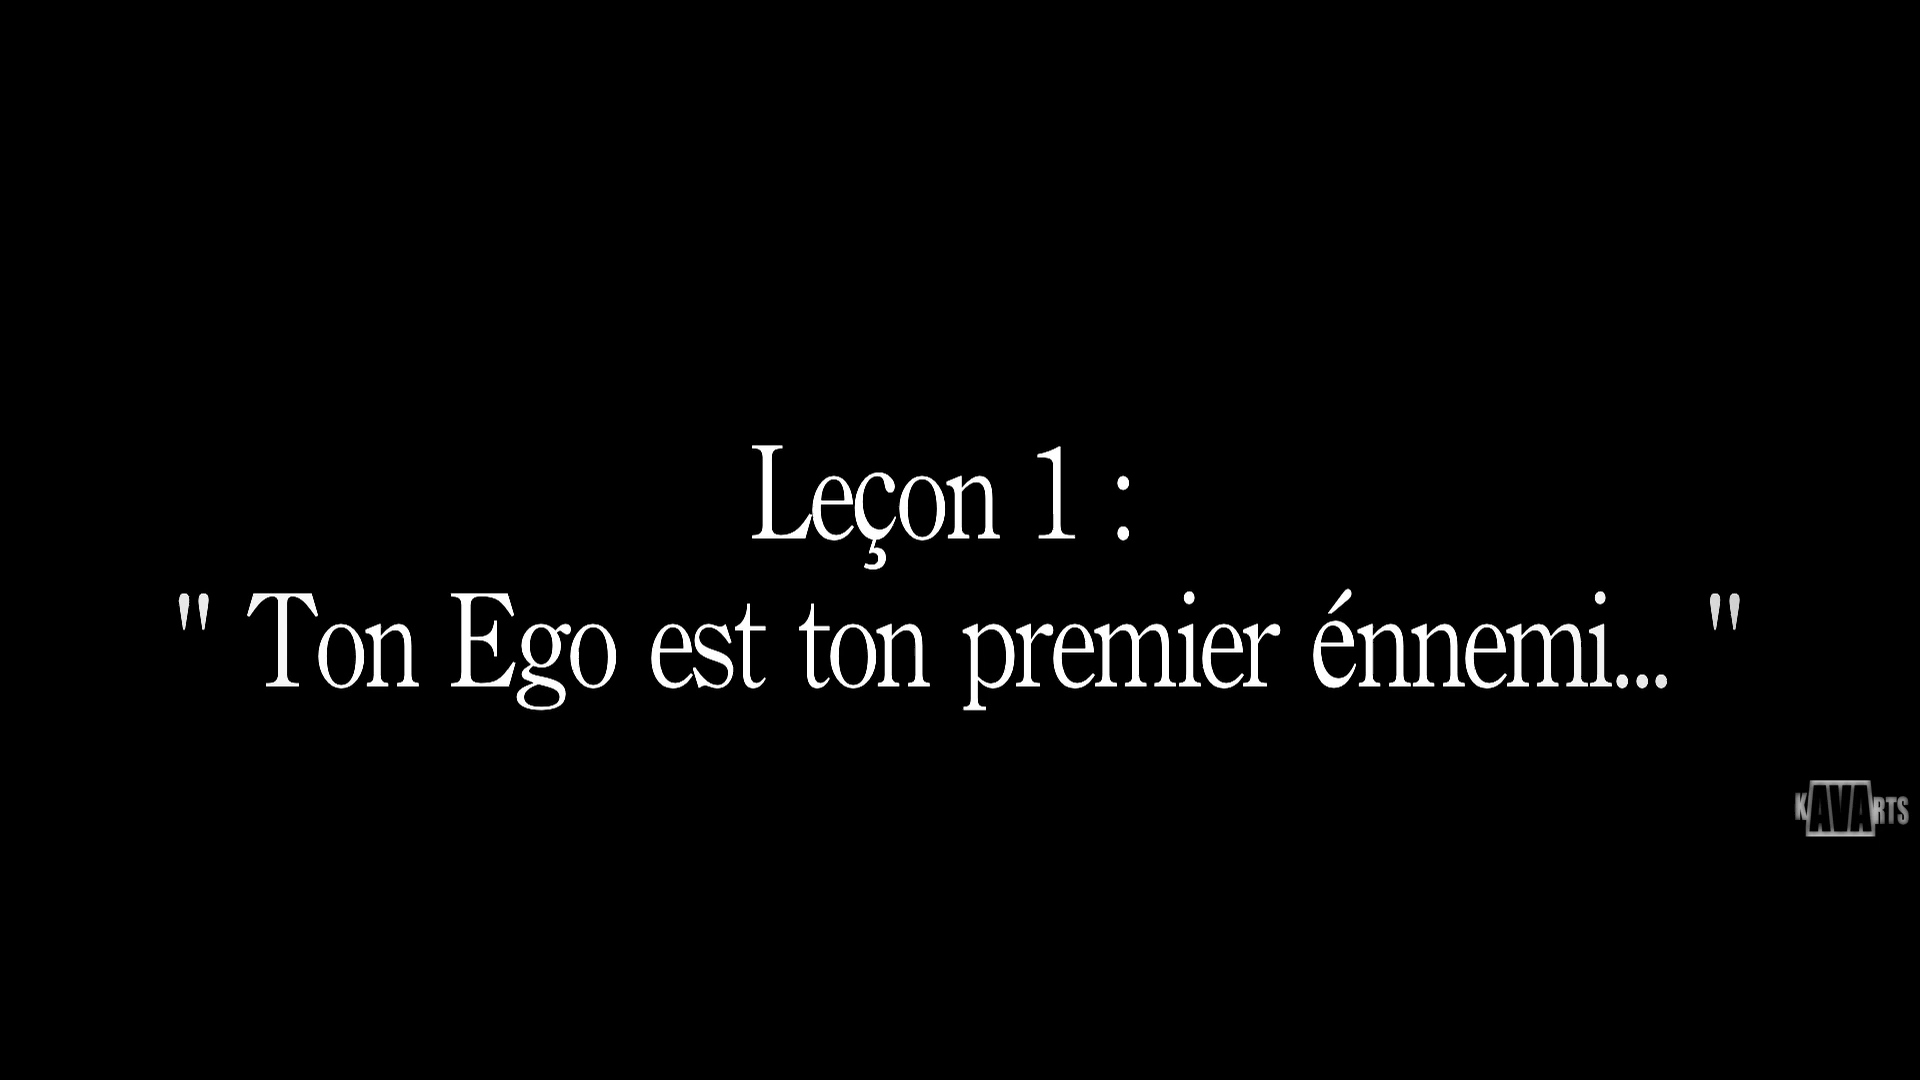 Leçon 1 :
" Ton Ego est ton premier énnemi... "
KAVARTS